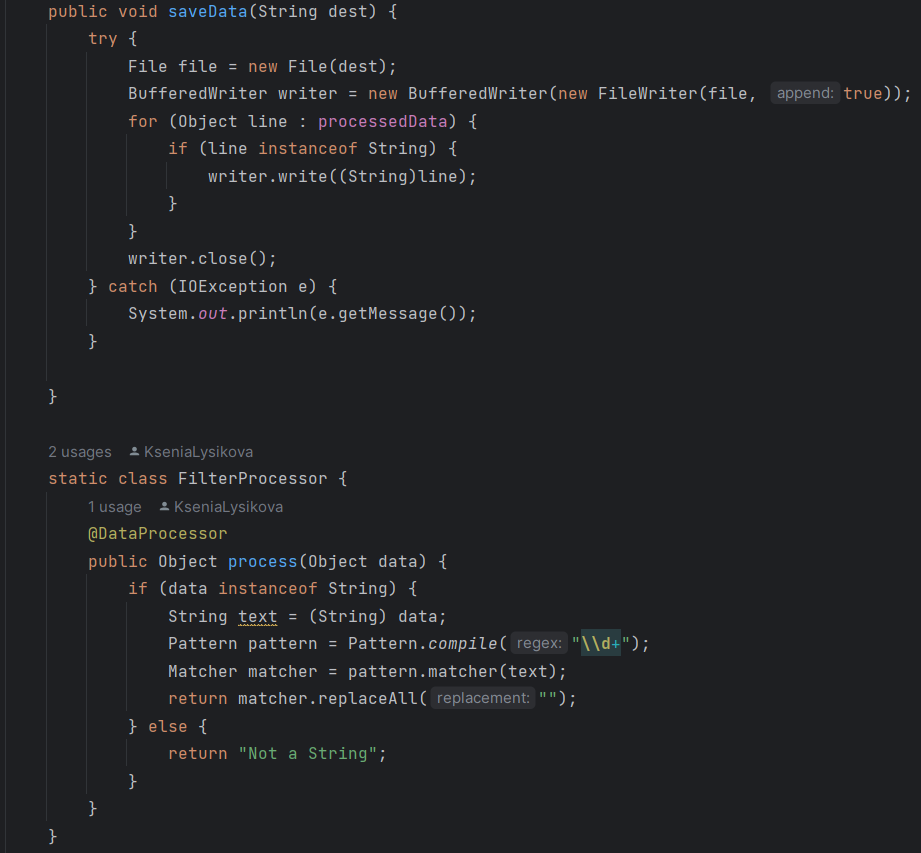 public void saveData(String dest) {
    try {
        File file = new File(dest);
        BufferedWriter writer = new BufferedWriter(new FileWriter(file, append: true));
        for (Object line : processedData) {
            if (line instanceof String) {
                writer.write((String)line);
            }
        }
        writer.close();
    } catch (IOException e) {
        System.out.println(e.getMessage());
    }

}

2 usages KseniaLysikova
static class FilterProcessor {
    1 usage KseniaLysikova
    @DataProcessor
    public Object process(Object data) {
        if (data instanceof String) {
            String text = (String) data;
            Pattern pattern = Pattern.compile( regex: "\\d+");
            Matcher matcher = pattern.matcher(text);
            return matcher.replaceAll( replacement: "");
        } else {
            return "Not a String";
        }
    }
}